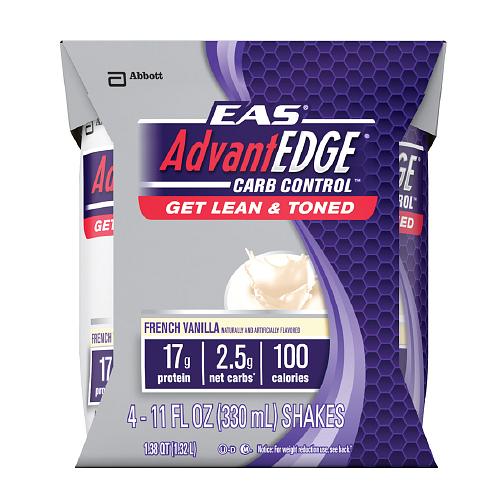 Abbott
EAS®
AdvantEDGE®
CARB CONTROL™
GET LEAN & TONED
FRENCH VANILLA NATURALLY AND ARTIFICIALLY FLAVORED
17g protein
2.5g net carbs*
100 calories
4 - 11 FL OZ (330 mL) SHAKES
1.38 QT (1.32 L)
Notice: For weight reduction use; see back.*